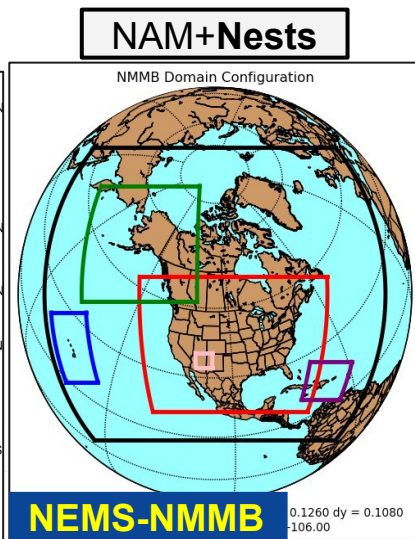 NAM+Nests
NMMB Domain Configuration
0.1260 dy = 0.1080
NEMS-NMMB
106.00